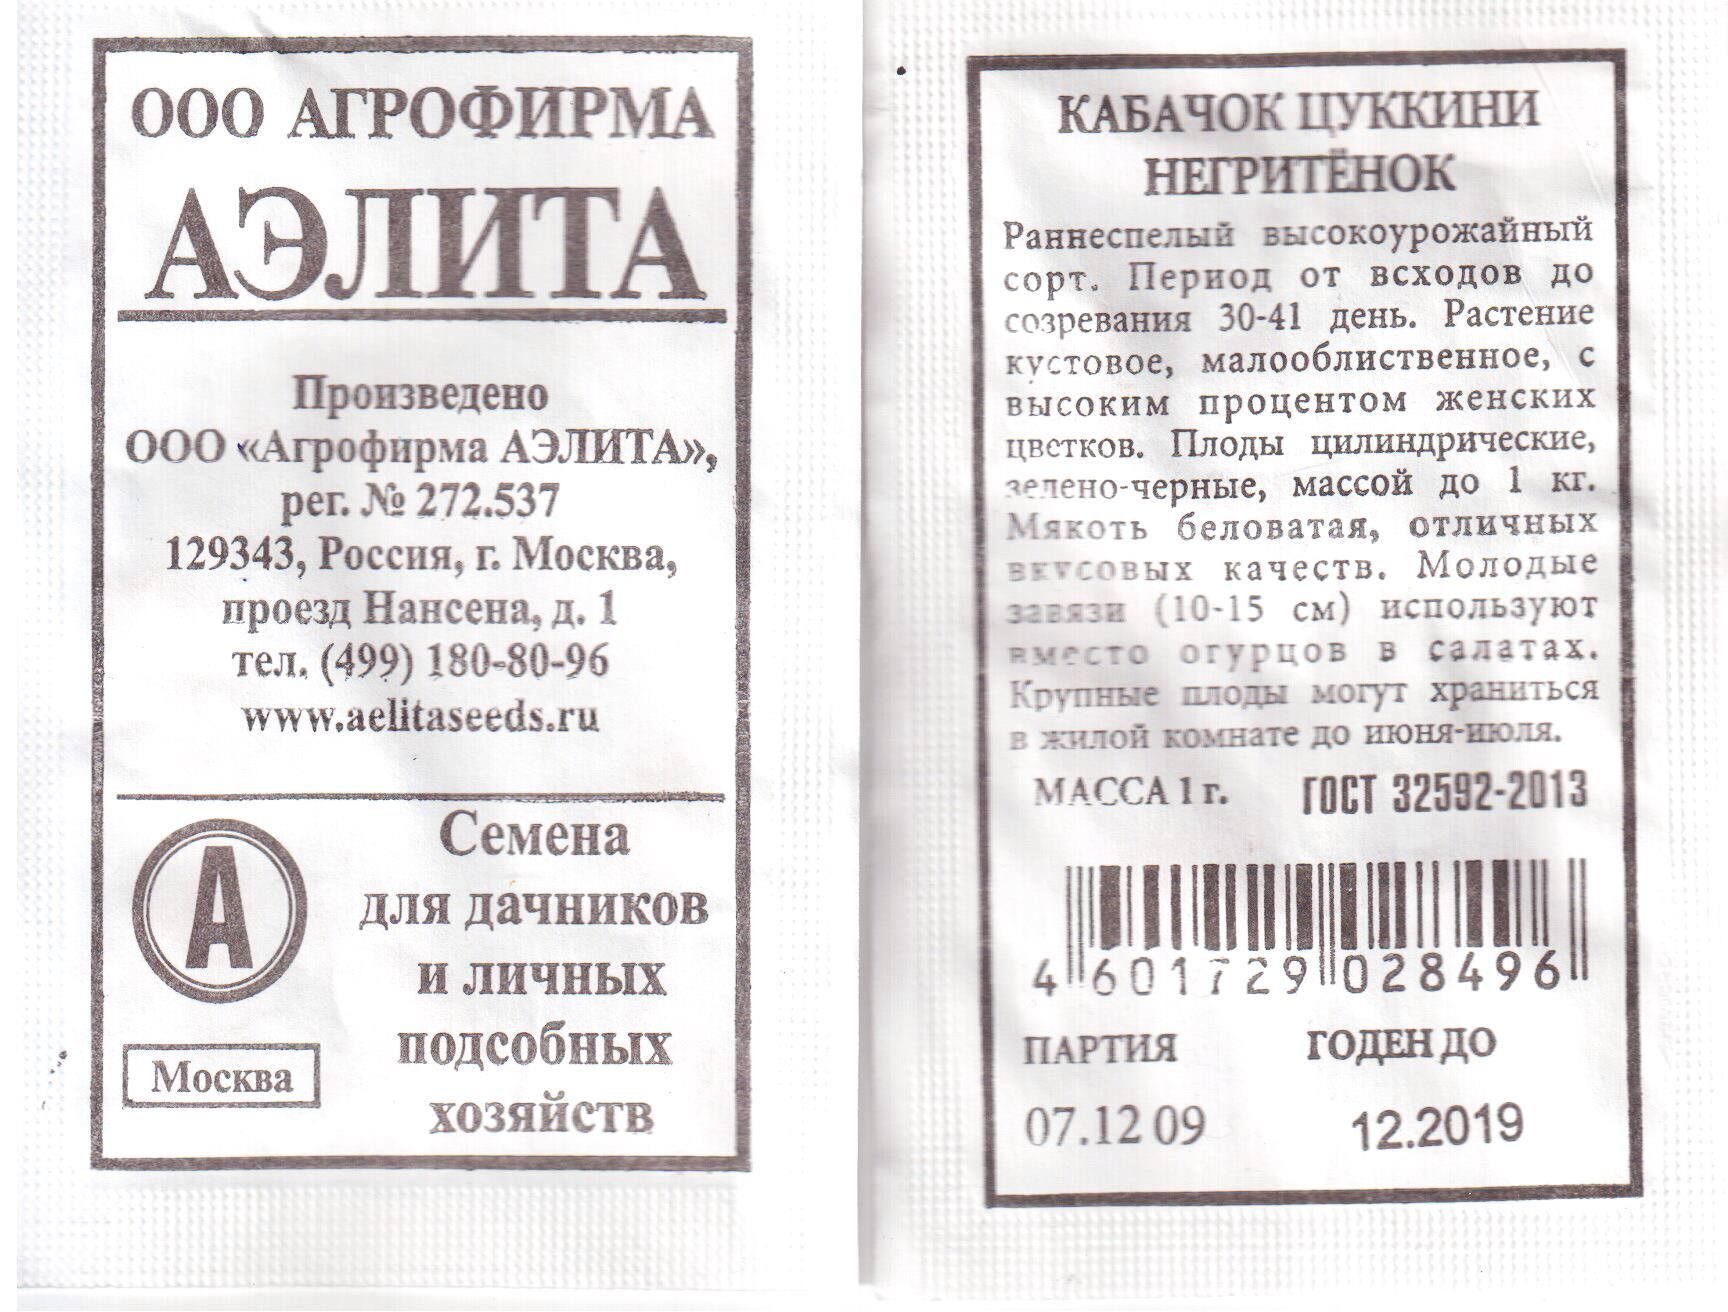 ООО АГРОФИРМА
АЭЛИТА
Произведено
ООО «Агрофирма АЭЛИТА»,
рег. № 272.537
129343, Россия, г. Москва,
проезд Нансена, д. 1
тел. (499) 180-80-96
www.aelitaseeds.ru
А
Москва
Семена
для дачников
и личных
подсобных
хозяйств
КАБАЧОК ЦУККИНИ
НЕГРИТЁНОК
Раннеспелый высокоурожайный
сорт. Период от всходов до
созревания 30-41 день. Растение
кустовое, малооблиственное, с
высоким процентом женских
цветков. Плоды цилиндрические,
зелено-черные, массой до 1 кг.
Мякоть беловатая, отличных
вкусовых качеств. Молодые
завязи (10-15 см) используют
вместо огурцов в салатах.
Крупные плоды могут храниться
в жилой комнате до июня-июля.
МАССА 1 г. ГОСТ 32592-2013
4 601729 028496
ПАРТИЯ ГОДЕН ДО
07.12 09 12.2019